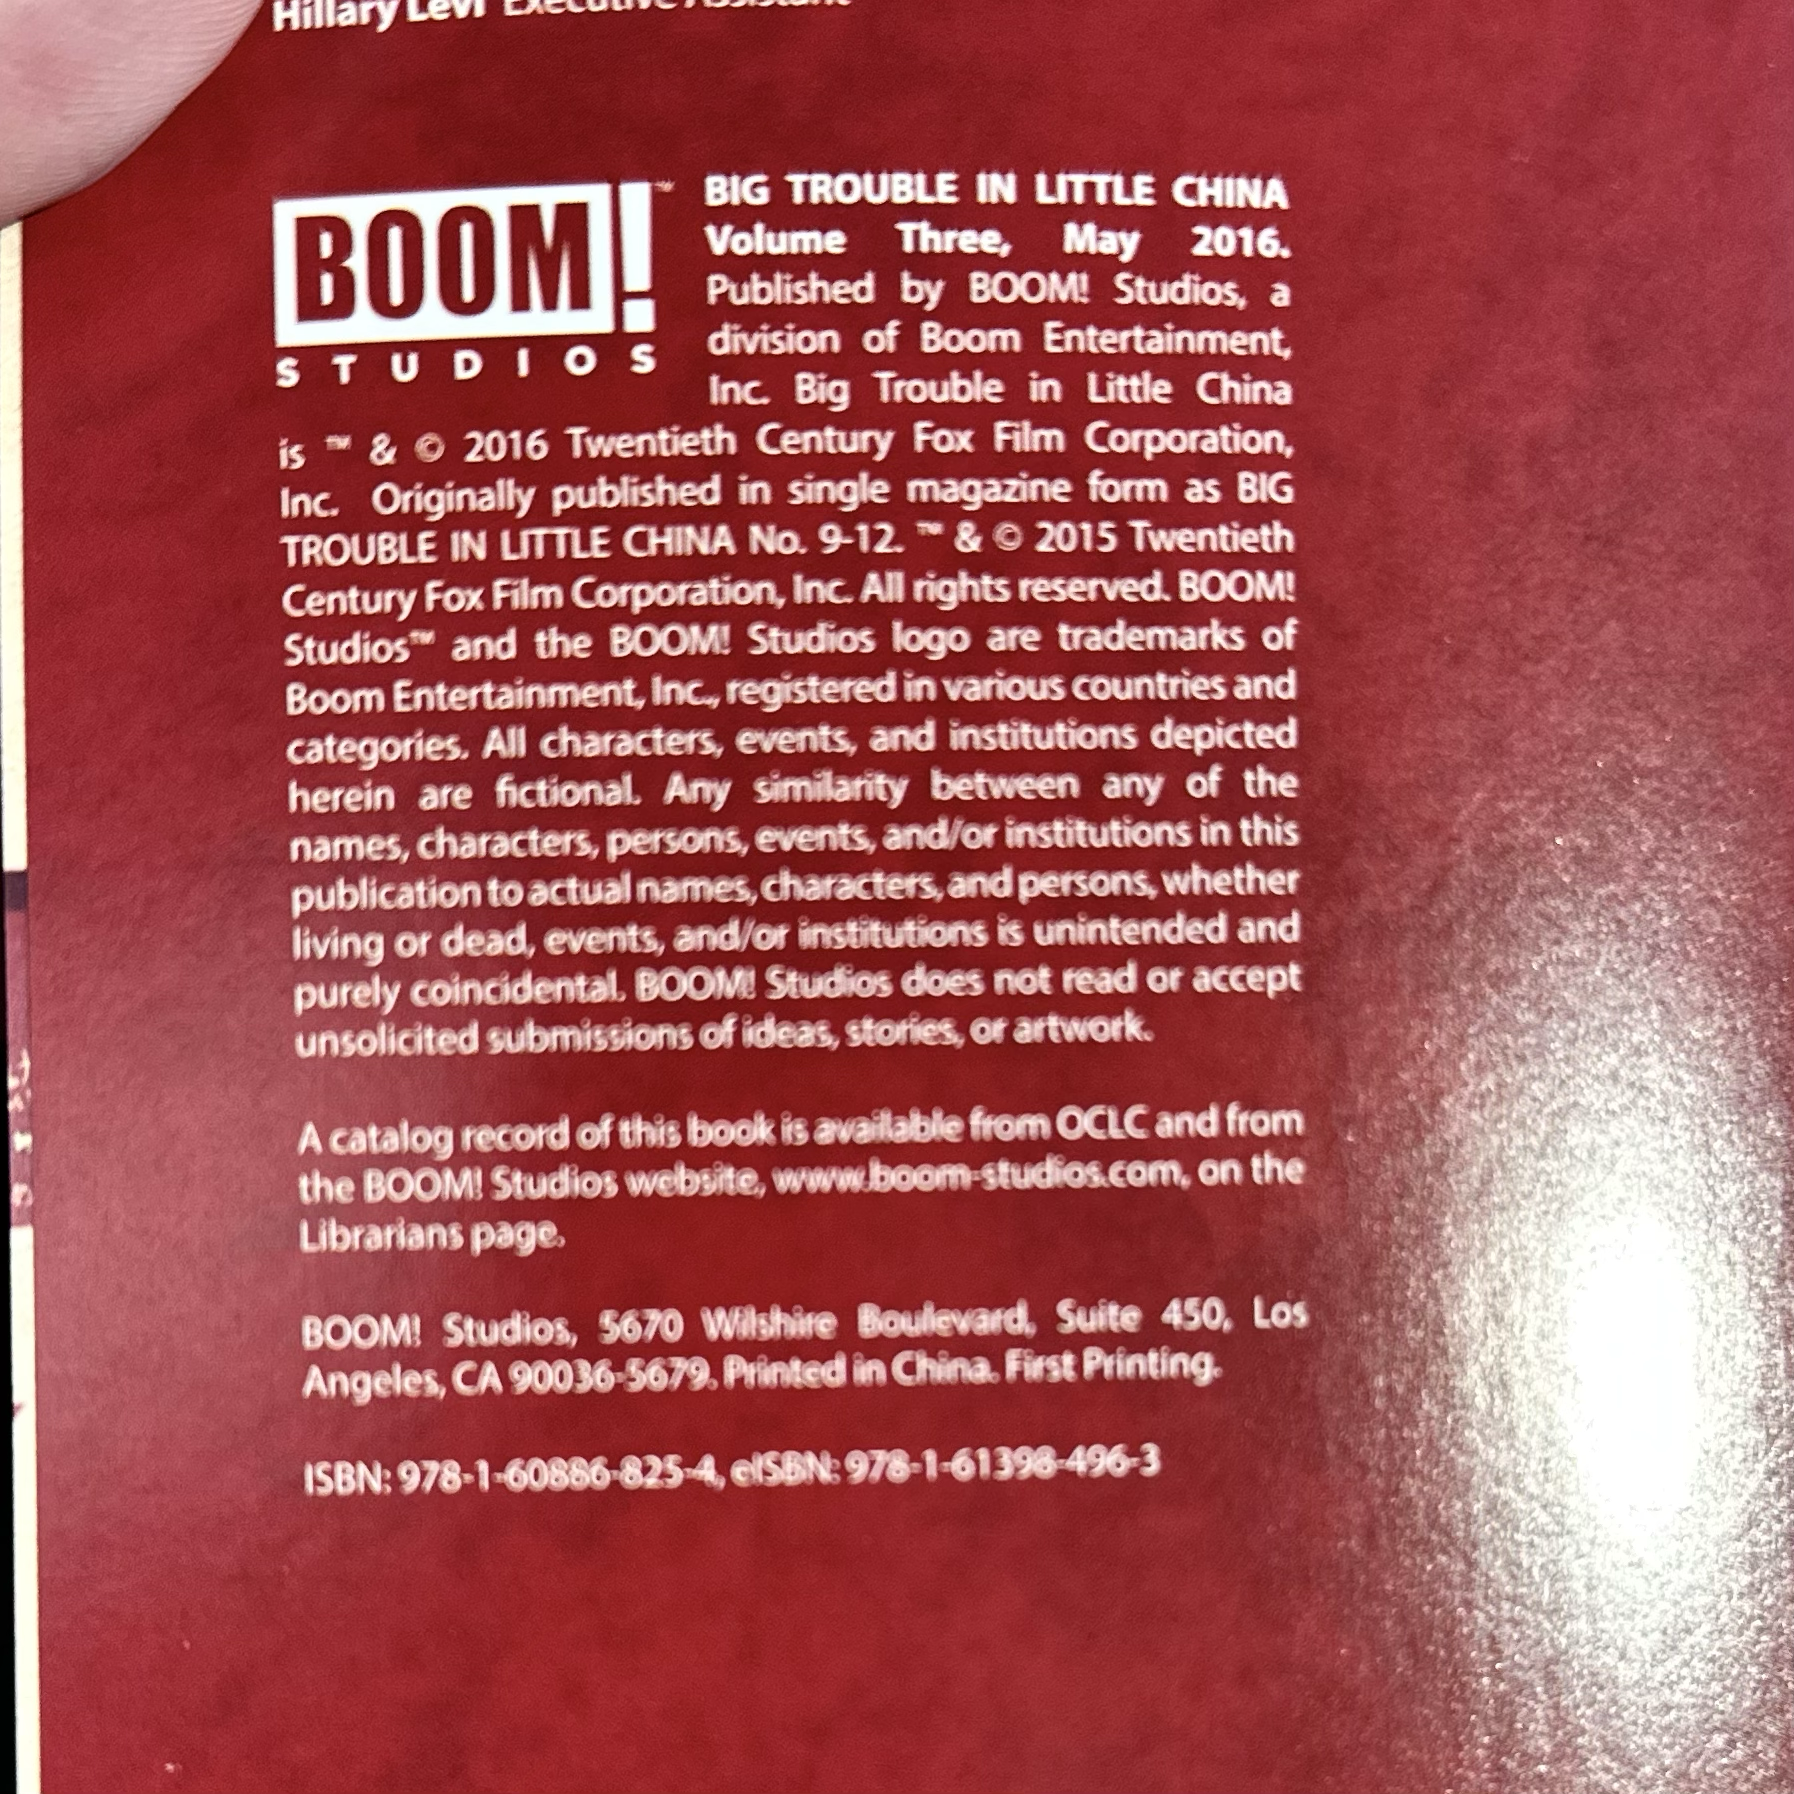 Hillary Levi Executive Assistant
BOOM!™
STUDIOS
BIG TROUBLE IN LITTLE CHINA
Volume Three, May 2016.
Published by BOOM! Studios, a
division of Boom Entertainment,
Inc. Big Trouble in Little China
is ™ & © 2016 Twentieth Century Fox Film Corporation,
Inc. Originally published in single magazine form as BIG
TROUBLE IN LITTLE CHINA No. 9-12. ™ & © 2015 Twentieth
Century Fox Film Corporation, Inc. All rights reserved. BOOM!
Studios™ and the BOOM! Studios logo are trademarks of
Boom Entertainment, Inc., registered in various countries and
categories. All characters, events, and institutions depicted
herein are fictional. Any similarity between any of the
names, characters, persons, events, and/or institutions in this
publication to actual names, characters, and persons, whether
living or dead, events, and/or institutions is unintended and
purely coincidental. BOOM! Studios does not read or accept
unsolicited submissions of ideas, stories, or artwork.
A catalog record of this book is available from OCLC and from
the BOOM! Studios website, www.boom-studios.com, on the
Librarians page.
BOOM! Studios, 5670 Wilshire Boulevard, Suite 450, Los
Angeles, CA 90036-5679. Printed in China. First Printing.
ISBN: 978-1-60886-825-4, eISBN: 978-1-61398-496-3